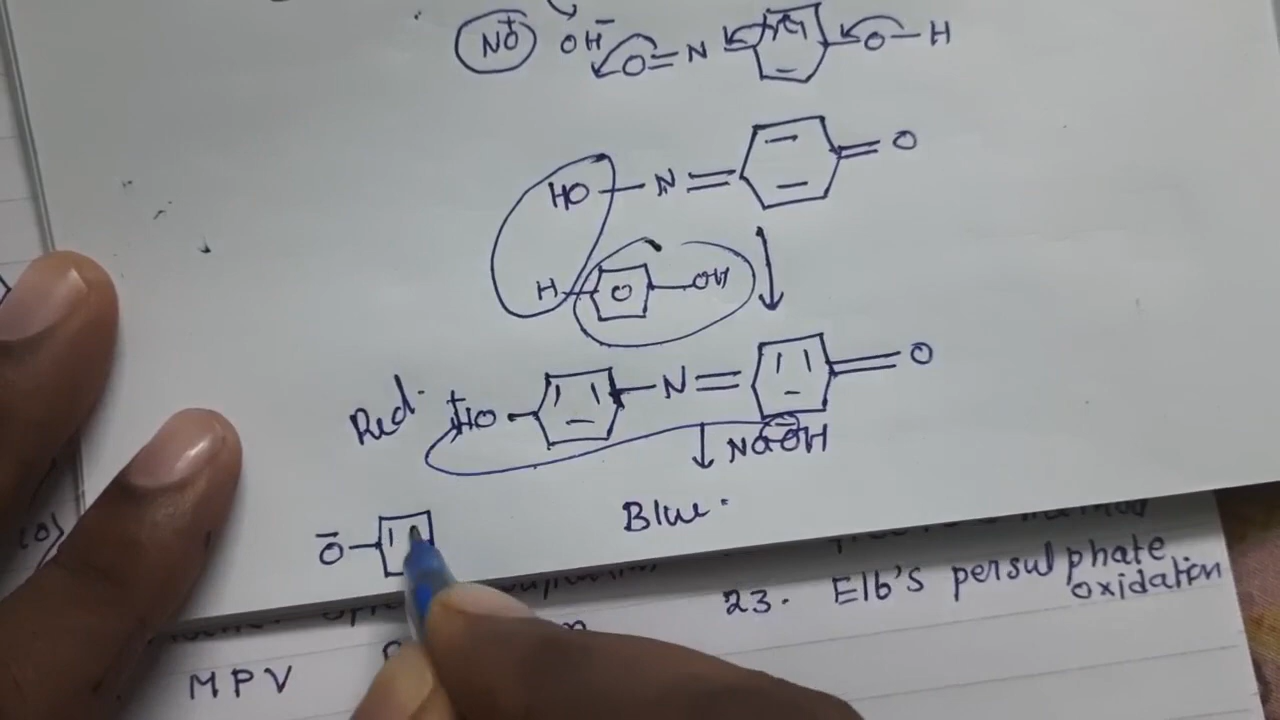 NO+ OH-
O=N O-H
HO-N= =O
H- O -OH
Red. HO- -N= =O
NaOH
Blue.
O-
23. Elb's persulphate
oxidation
MPV